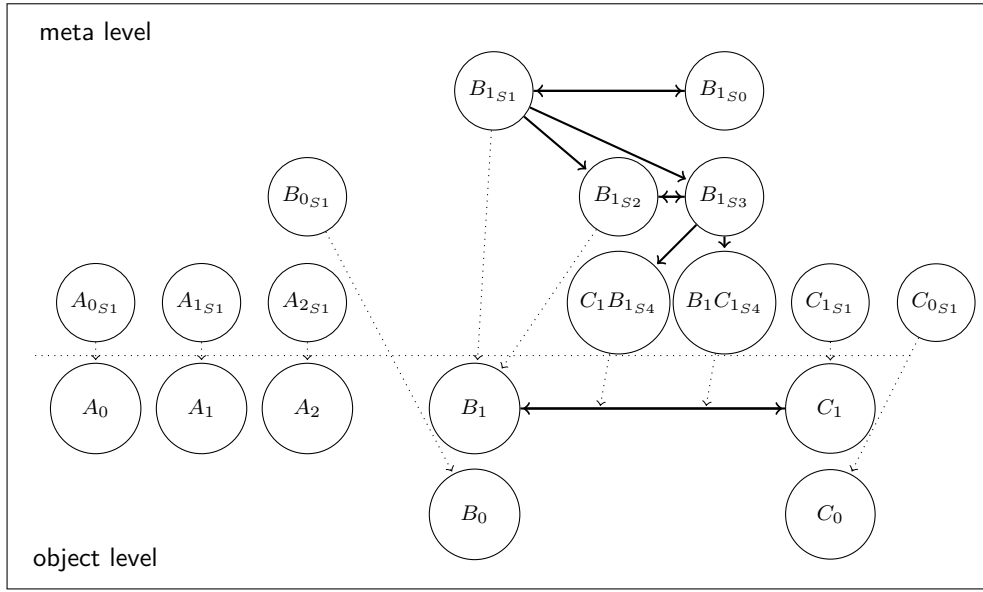 meta level
B1S1
B1S0
B0S1
B1S2
B1S3
A0S1
A1S1
A2S1
C1B1S4
B1C1S4
C1S1
C0S1
A0
A1
A2
B1
C1
B0
C0
object level